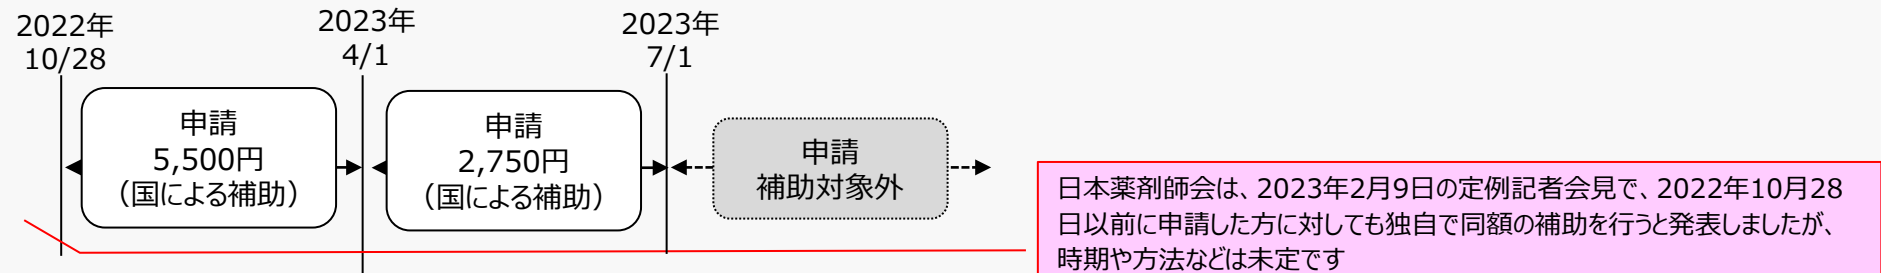 2022年
10/28
2023年
4/1
2023年
7/1
申請
5,500円
（国による補助）
申請
2,750円
（国による補助）
申請
補助対象外
日本薬剤師会は、2023年2月9日の定例記者会見で、2022年10月28
日以前に申請した方に対しても独自で同額の補助を行うと発表しましたが、
時期や方法などは未定です